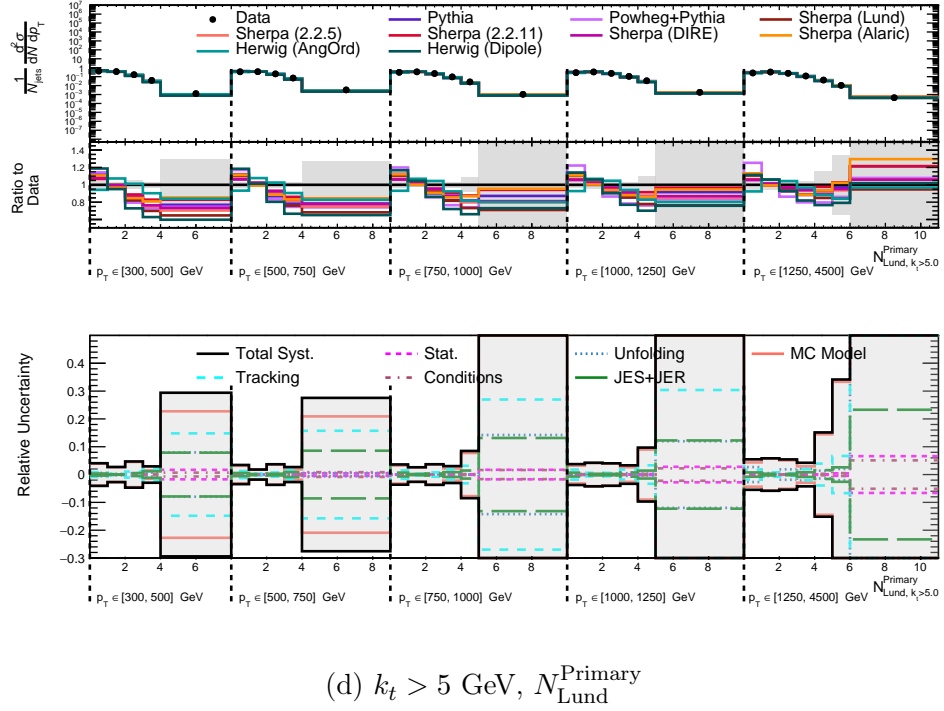 1/N_jets d²σ/dN dp_T
10⁷
10⁶
10⁵
10⁴
10³
10²
10
1
10⁻¹
10⁻²
10⁻³
10⁻⁴
10⁻⁵
10⁻⁶
10⁻⁷
Data Pythia Powheg+Pythia Sherpa (Lund)
Sherpa (2.2.5) Sherpa (2.2.11) Sherpa (DIRE) Sherpa (Alaric)
Herwig (AngOrd) Herwig (Dipole)
Ratio to
Data
1.4
1.2
1.0
0.8
2 4 6 2 4 6 8 2 4 6 8 2 4 6 8 2 4 6 8 10
N^Primary_Lund, k_t>5.0
p_T ∈ [300, 500] GeV p_T ∈ [500, 750] GeV p_T ∈ [750, 1000] GeV p_T ∈ [1000, 1250] GeV p_T ∈ [1250, 4500] GeV
Relative Uncertainty
0.4
0.3
0.2
0.1
0.0
−0.1
−0.2
−0.3
Total Syst. Stat. Unfolding MC Model
Tracking Conditions JES+JER
2 4 6 2 4 6 8 2 4 6 8 2 4 6 8 2 4 6 8 10
N^Primary_Lund, k_t>5.0
p_T ∈ [300, 500] GeV p_T ∈ [500, 750] GeV p_T ∈ [750, 1000] GeV p_T ∈ [1000, 1250] GeV p_T ∈ [1250, 4500] GeV
(d) k_t > 5 GeV, N^Primary_Lund